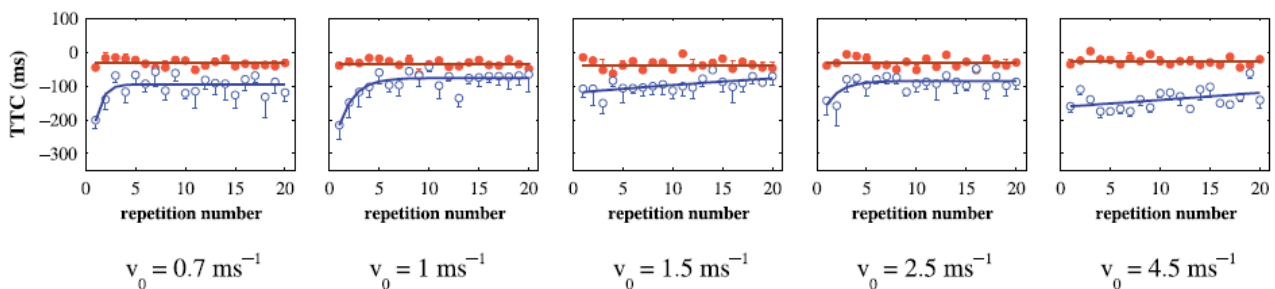 100
0
−100
−200
−300
TTC (ms)
0 5 10 15 20
0 5 10 15 20
0 5 10 15 20
0 5 10 15 20
0 5 10 15 20
repetition number repetition number repetition number repetition number repetition number
v₀ = 0.7 ms⁻¹ v₀ = 1 ms⁻¹ v₀ = 1.5 ms⁻¹ v₀ = 2.5 ms⁻¹ v₀ = 4.5 ms⁻¹